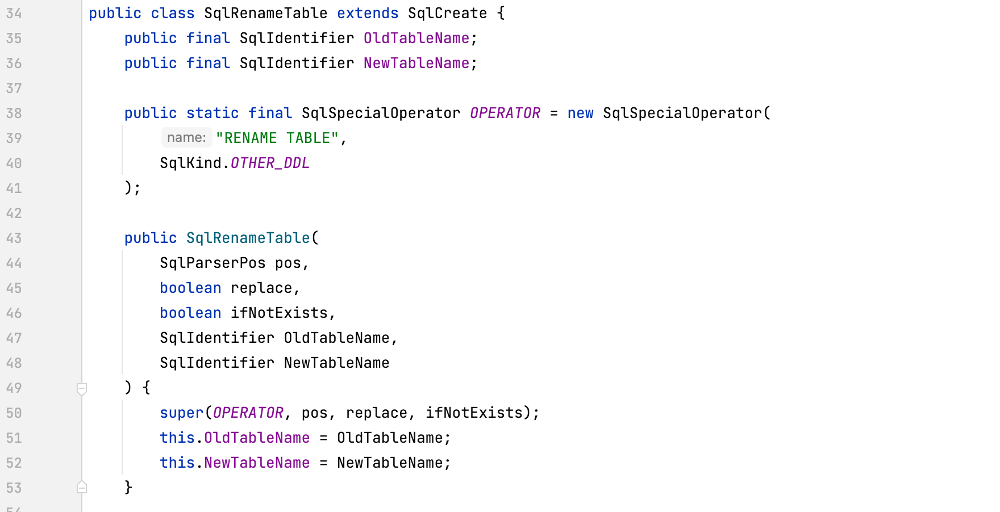 34 public class SqlRenameTable extends SqlCreate {
35 public final SqlIdentifier OldTableName;
36 public final SqlIdentifier NewTableName;
37
38 public static final SqlSpecialOperator OPERATOR = new SqlSpecialOperator(
39 name: "RENAME TABLE",
40 SqlKind.OTHER_DDL
41 );
42
43 public SqlRenameTable(
44 SqlParserPos pos,
45 boolean replace,
46 boolean ifNotExists,
47 SqlIdentifier OldTableName,
48 SqlIdentifier NewTableName
49 ) {
50 super(OPERATOR, pos, replace, ifNotExists);
51 this.OldTableName = OldTableName;
52 this.NewTableName = NewTableName;
53 }